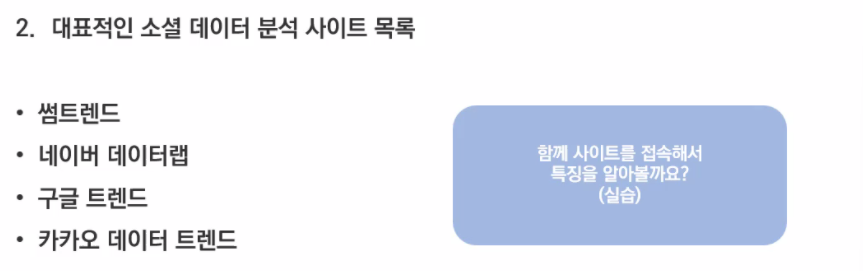 2. 대표적인 소셜 데이터 분석 사이트 목록
• 썸트렌드
• 네이버 데이터랩
• 구글 트렌드
• 카카오 데이터 트렌드
함께 사이트를 접속해서
특징을 알아볼까요?
(실습)